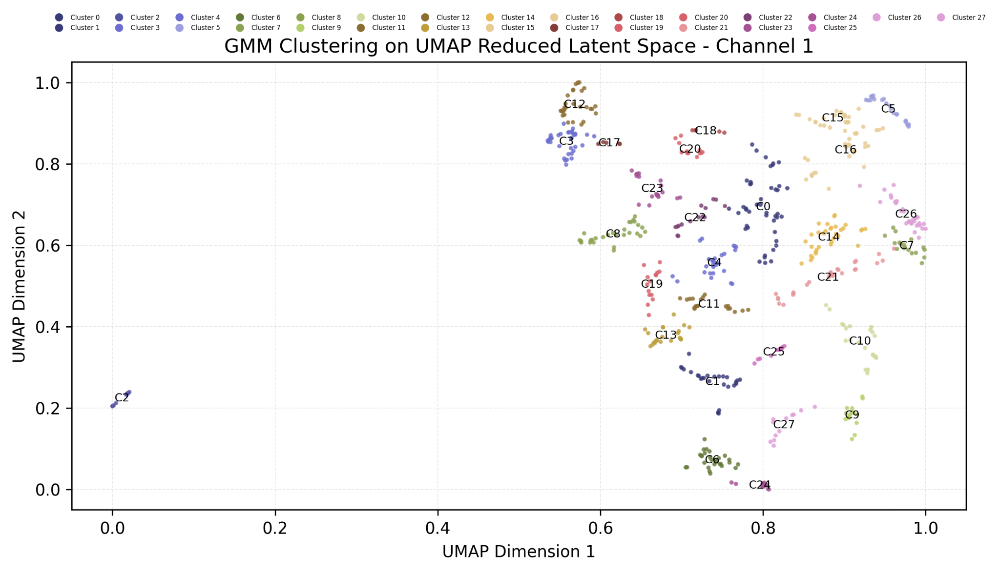 Cluster 0 Cluster 2 Cluster 4 Cluster 6 Cluster 8 Cluster 10 Cluster 12 Cluster 14 Cluster 16 Cluster 18 Cluster 20 Cluster 22 Cluster 24 Cluster 26 Cluster 27
Cluster 1 Cluster 3 Cluster 5 Cluster 7 Cluster 9 Cluster 11 Cluster 13 Cluster 15 Cluster 17 Cluster 19 Cluster 21 Cluster 23 Cluster 25
GMM Clustering on UMAP Reduced Latent Space - Channel 1
1.0
C12
C5
C15
C18
C3
C17
C20
C16
0.8
C23
C0
C26
C22
C8
C14
0.6
C7
C4
C21
C19
C11
0.4
C13
C10
C25
C1
C2
0.2
C9
C27
C6
C24
0.0
0.0 0.2 0.4 0.6 0.8 1.0
UMAP Dimension 1
UMAP Dimension 2